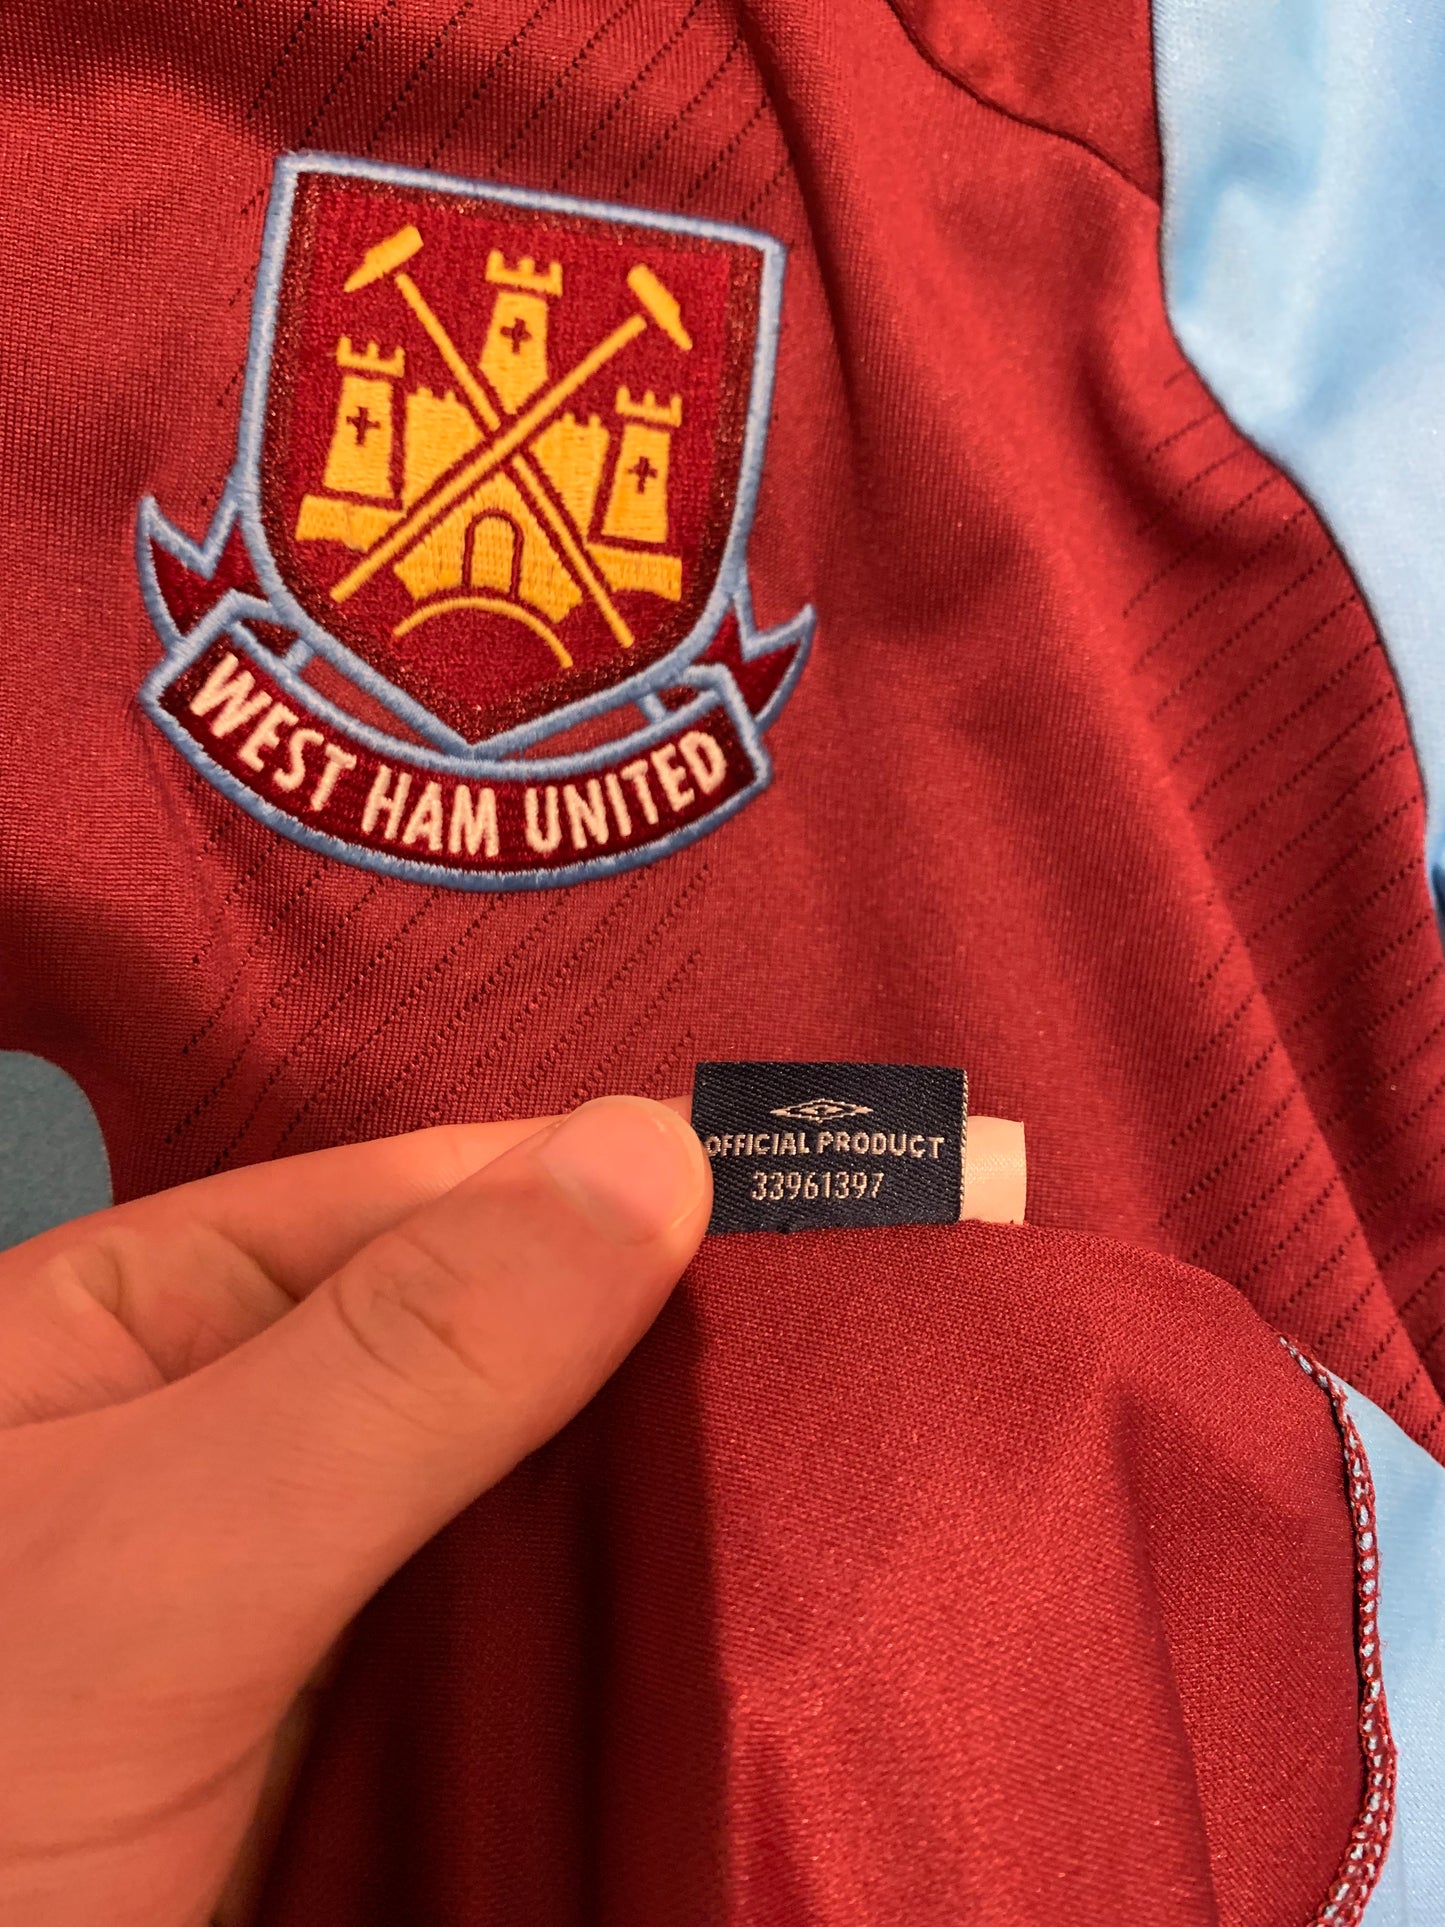 WEST HAM UNITED
OFFICIAL PRODUCT
33961397